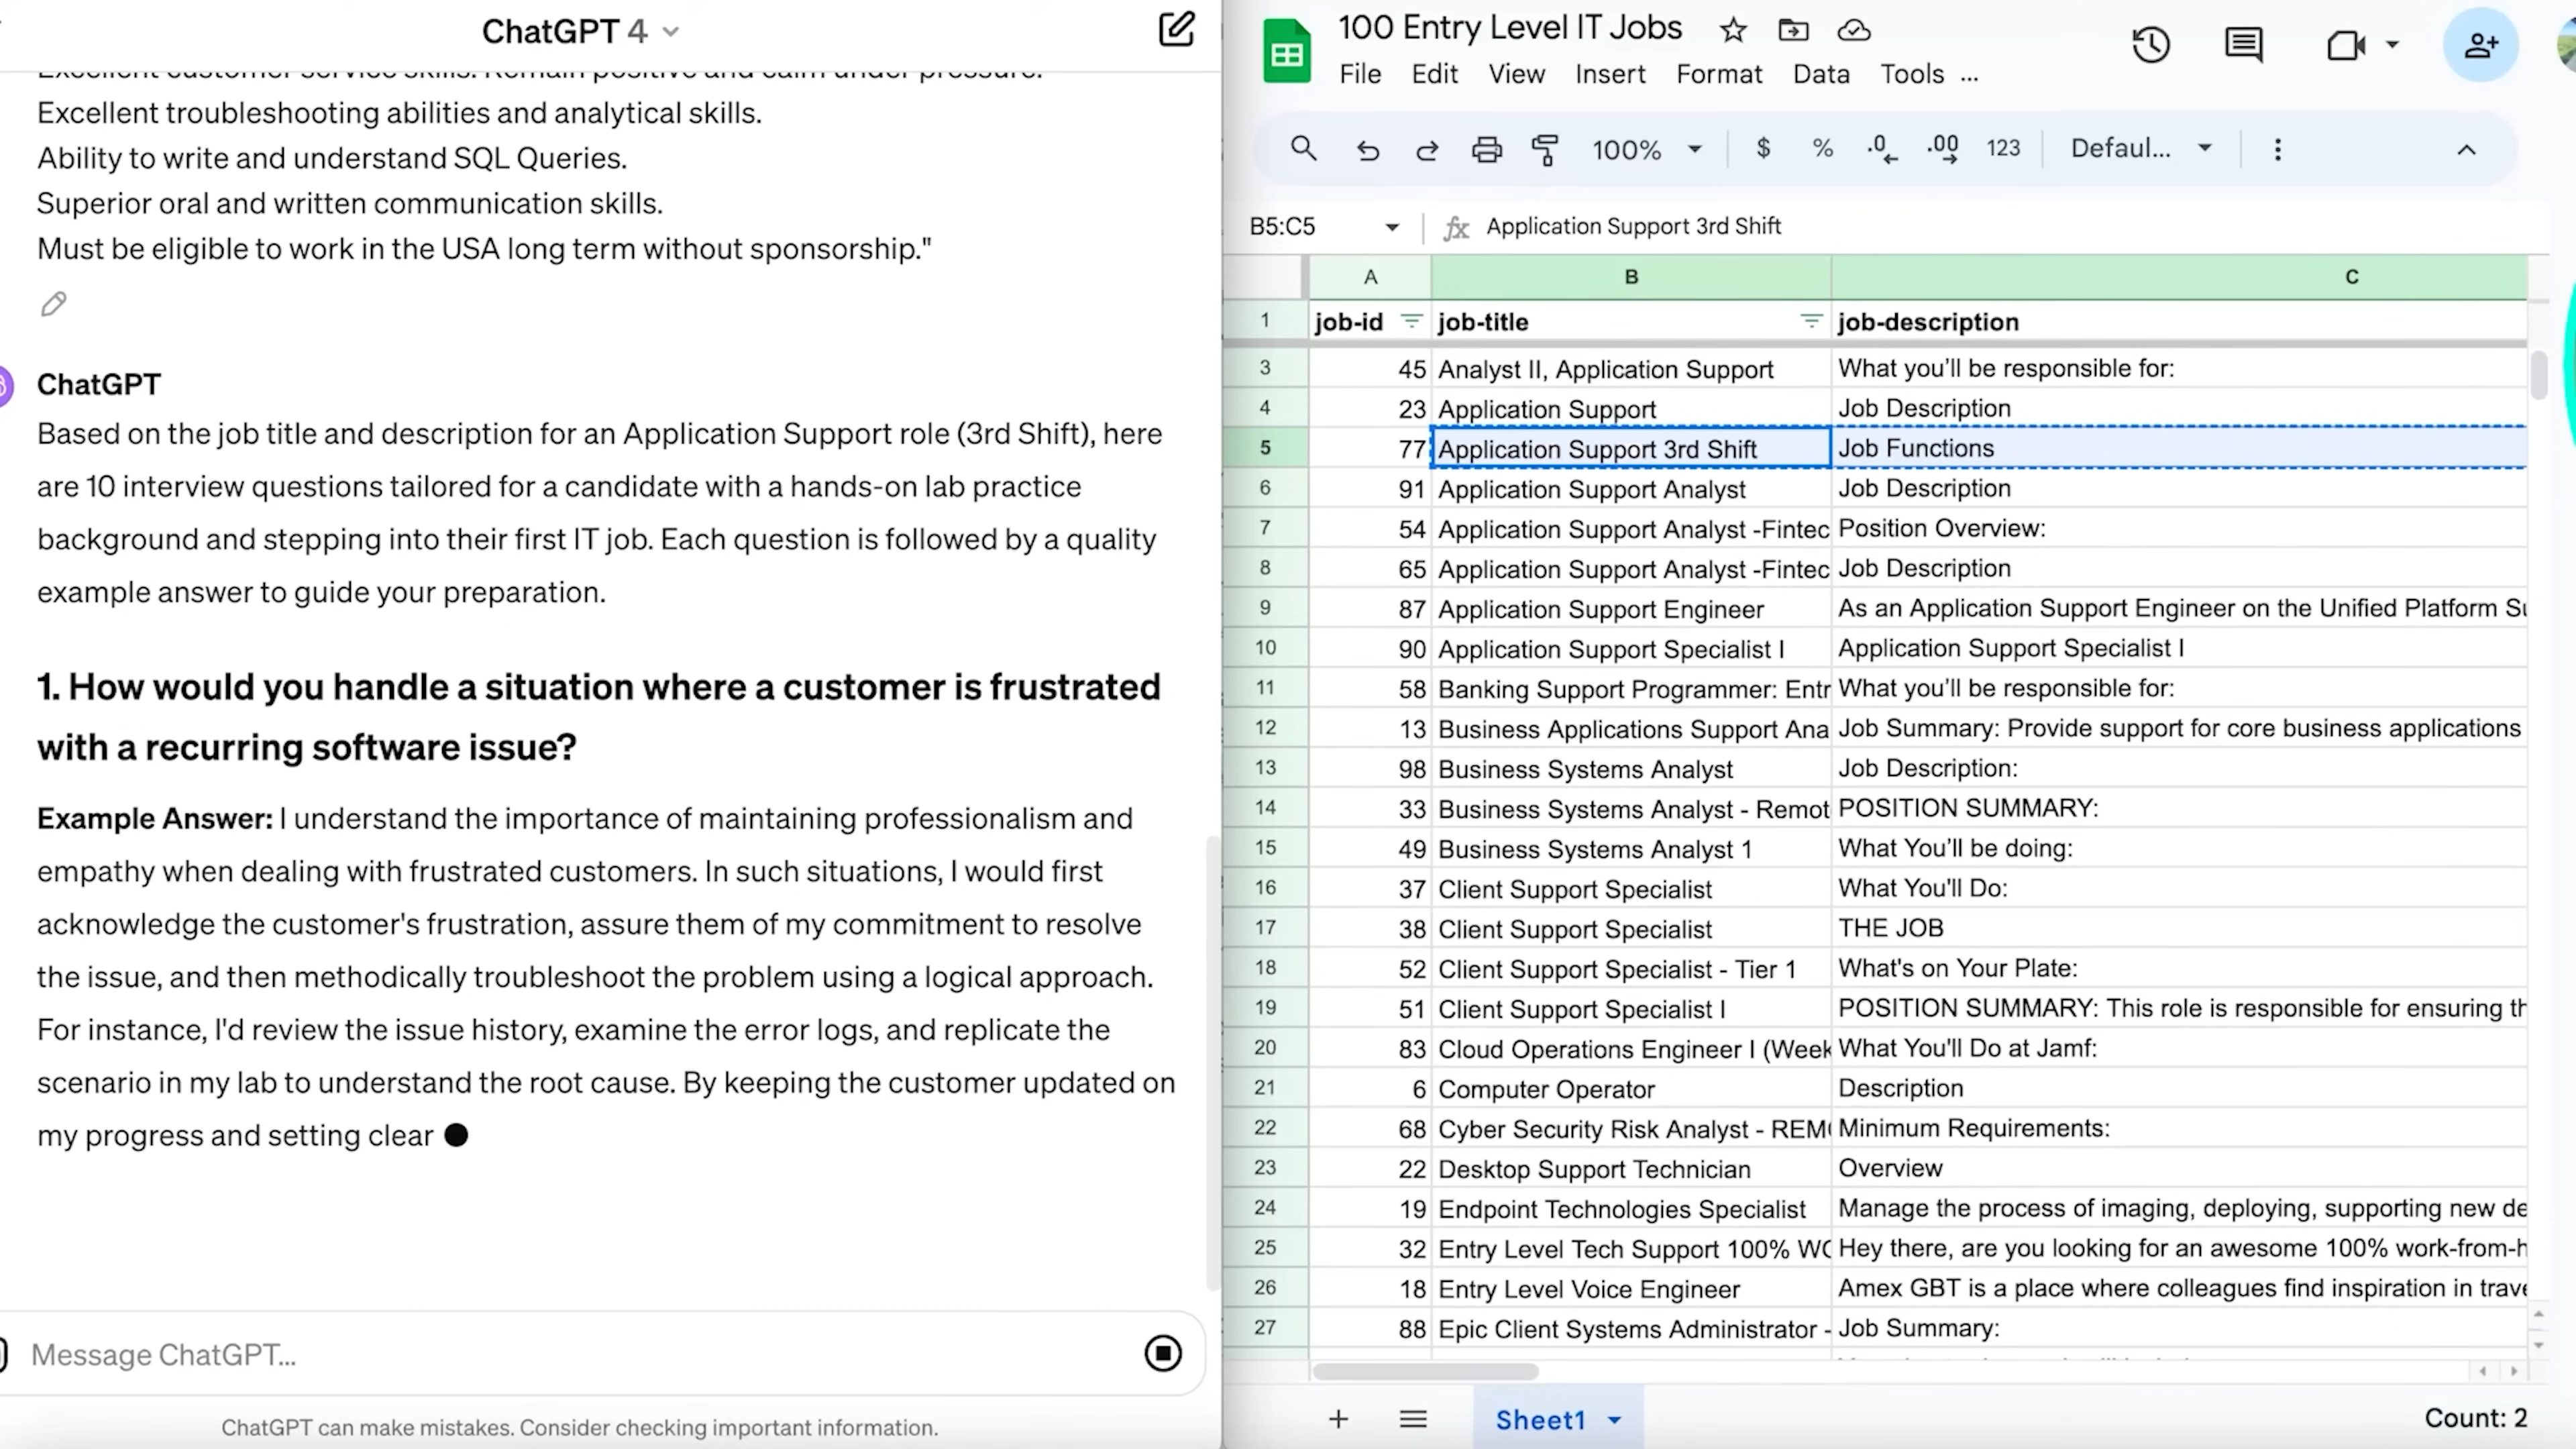 ChatGPT 4
Excellent customer service skills. Remain positive and calm under pressure.
Excellent troubleshooting abilities and analytical skills.
Ability to write and understand SQL Queries.
Superior oral and written communication skills.
Must be eligible to work in the USA long term without sponsorship."
ChatGPT
Based on the job title and description for an Application Support role (3rd Shift), here
are 10 interview questions tailored for a candidate with a hands-on lab practice
background and stepping into their first IT job. Each question is followed by a quality
example answer to guide your preparation.
1. How would you handle a situation where a customer is frustrated
with a recurring software issue?
Example Answer: I understand the importance of maintaining professionalism and
empathy when dealing with frustrated customers. In such situations, I would first
acknowledge the customer's frustration, assure them of my commitment to resolve
the issue, and then methodically troubleshoot the problem using a logical approach.
For instance, I'd review the issue history, examine the error logs, and replicate the
scenario in my lab to understand the root cause. By keeping the customer updated on
my progress and setting clear
Message ChatGPT...
ChatGPT can make mistakes. Consider checking important information.
100 Entry Level IT Jobs
File Edit View Insert Format Data Tools ...
100% $ % .0 .00 123 Defaul...
B5:C5 fx Application Support 3rd Shift
A B C
1 job-id job-title job-description
3 45 Analyst II, Application Support What you'll be responsible for:
4 23 Application Support Job Description
5 77 Application Support 3rd Shift Job Functions
6 91 Application Support Analyst Job Description
7 54 Application Support Analyst -Fintec Position Overview:
8 65 Application Support Analyst -Fintec Job Description
9 87 Application Support Engineer As an Application Support Engineer on the Unified Platform Su
10 90 Application Support Specialist I Application Support Specialist I
11 58 Banking Support Programmer: Entr What you'll be responsible for:
12 13 Business Applications Support Ana Job Summary: Provide support for core business applications
13 98 Business Systems Analyst Job Description:
14 33 Business Systems Analyst - Remot POSITION SUMMARY:
15 49 Business Systems Analyst 1 What You'll be doing:
16 37 Client Support Specialist What You'll Do:
17 38 Client Support Specialist THE JOB
18 52 Client Support Specialist - Tier 1 What's on Your Plate:
19 51 Client Support Specialist I POSITION SUMMARY: This role is responsible for ensuring th
20 83 Cloud Operations Engineer I (Week What You'll Do at Jamf:
21 6 Computer Operator Description
22 68 Cyber Security Risk Analyst - REM Minimum Requirements:
23 22 Desktop Support Technician Overview
24 19 Endpoint Technologies Specialist Manage the process of imaging, deploying, supporting new de
25 32 Entry Level Tech Support 100% WO Hey there, are you looking for an awesome 100% work-from-h
26 18 Entry Level Voice Engineer Amex GBT is a place where colleagues find inspiration in trave
27 88 Epic Client Systems Administrator - Job Summary:
Sheet1 Count: 2